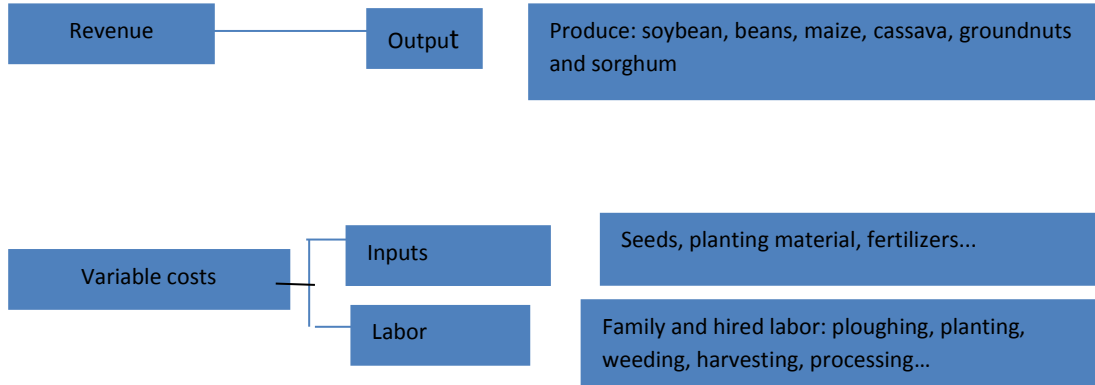 Revenue
Output
Produce: soybean, beans, maize, cassava, groundnuts
and sorghum
Inputs
Seeds, planting material, fertilizers...
Variable costs
Labor
Family and hired labor: ploughing, planting,
weeding, harvesting, processing…